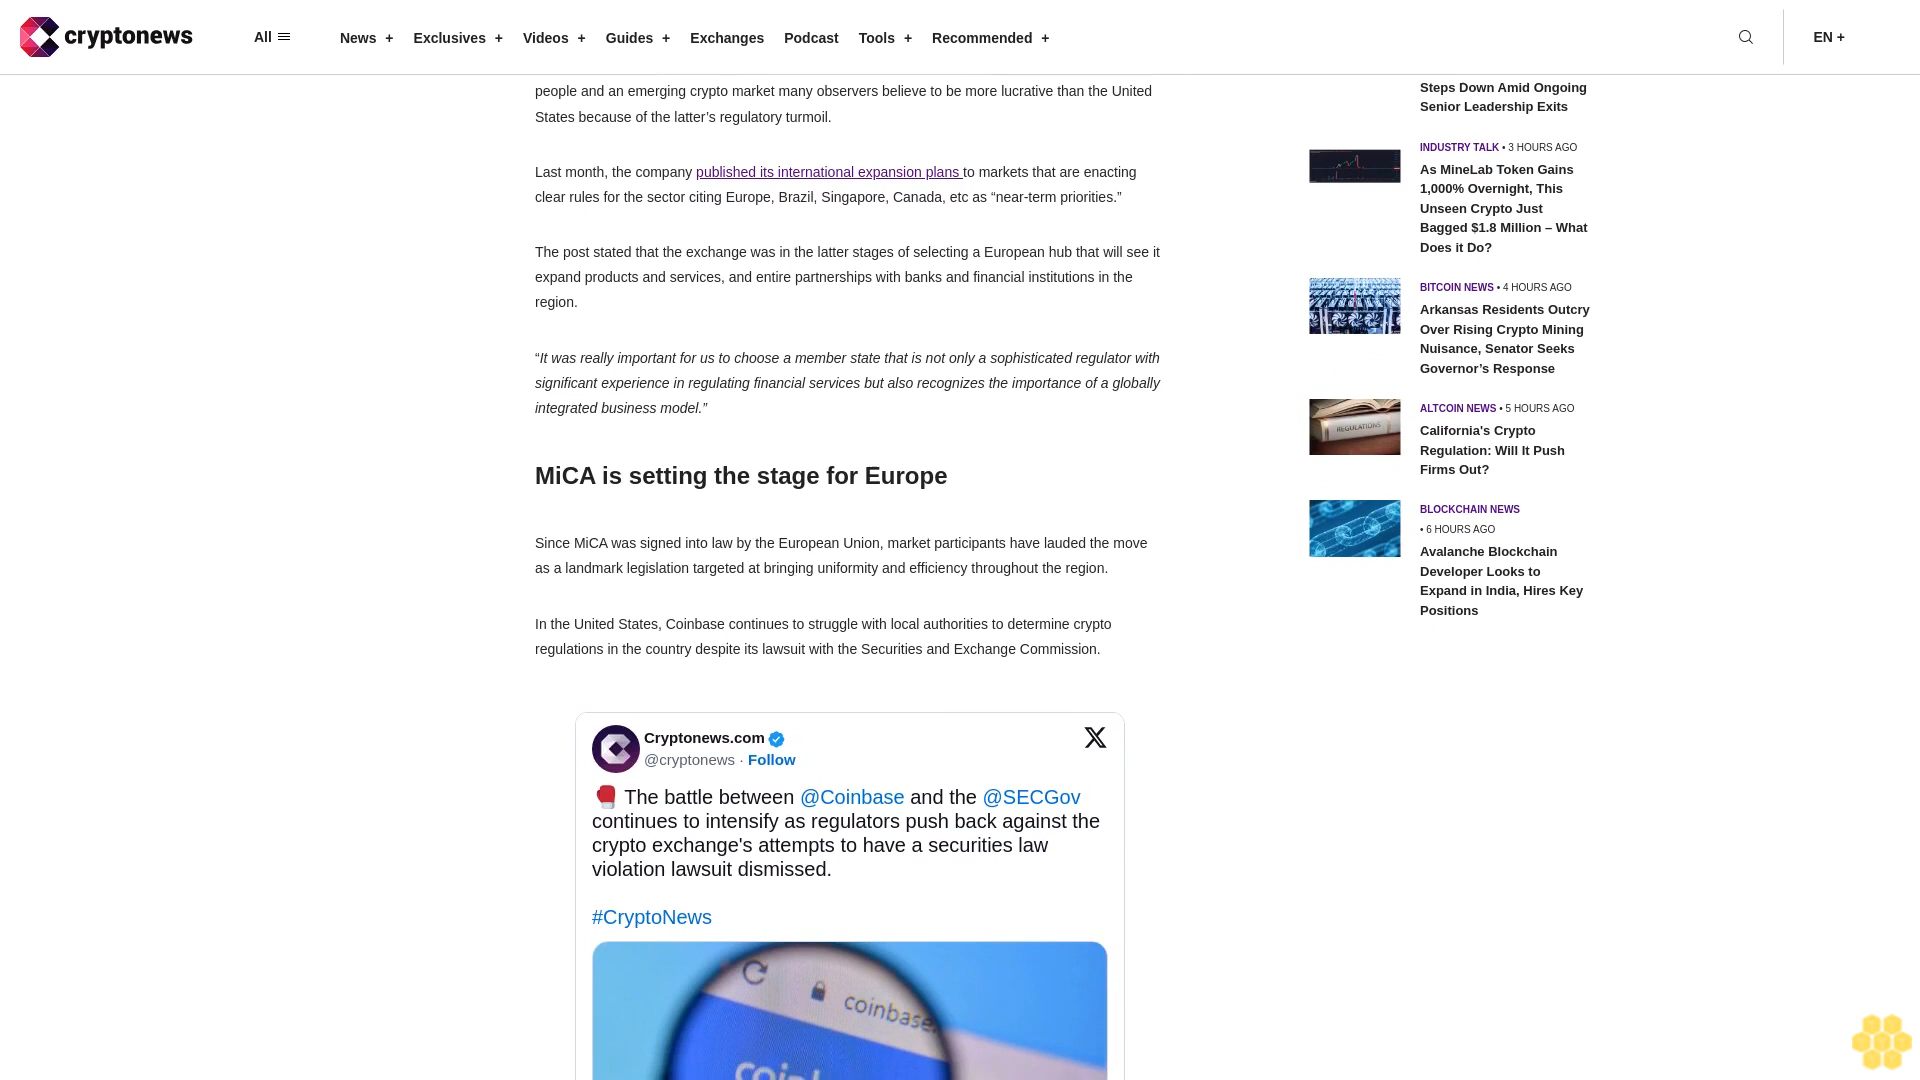 cryptonews
All
News +
Exclusives +
Videos +
Guides +
Exchanges
Podcast
Tools +
Recommended +
EN +
people and an emerging crypto market many observers believe to be more lucrative than the United
States because of the latter’s regulatory turmoil.
Last month, the company published its international expansion plans to markets that are enacting
clear rules for the sector citing Europe, Brazil, Singapore, Canada, etc as “near-term priorities.”
The post stated that the exchange was in the latter stages of selecting a European hub that will see it
expand products and services, and entire partnerships with banks and financial institutions in the
region.
“It was really important for us to choose a member state that is not only a sophisticated regulator with
significant experience in regulating financial services but also recognizes the importance of a globally
integrated business model.”
MiCA is setting the stage for Europe
Since MiCA was signed into law by the European Union, market participants have lauded the move
as a landmark legislation targeted at bringing uniformity and efficiency throughout the region.
In the United States, Coinbase continues to struggle with local authorities to determine crypto
regulations in the country despite its lawsuit with the Securities and Exchange Commission.
Cryptonews.com
@cryptonews · Follow
🥊 The battle between @Coinbase and the @SECGov
continues to intensify as regulators push back against the
crypto exchange's attempts to have a securities law
violation lawsuit dismissed.
#CryptoNews
coinbase.
Steps Down Amid Ongoing
Senior Leadership Exits
INDUSTRY TALK • 3 HOURS AGO
As MineLab Token Gains
1,000% Overnight, This
Unseen Crypto Just
Bagged $1.8 Million – What
Does it Do?
BITCOIN NEWS • 4 HOURS AGO
Arkansas Residents Outcry
Over Rising Crypto Mining
Nuisance, Senator Seeks
Governor’s Response
REGULATIONS
ALTCOIN NEWS • 5 HOURS AGO
California's Crypto
Regulation: Will It Push
Firms Out?
BLOCKCHAIN NEWS
• 6 HOURS AGO
Avalanche Blockchain
Developer Looks to
Expand in India, Hires Key
Positions